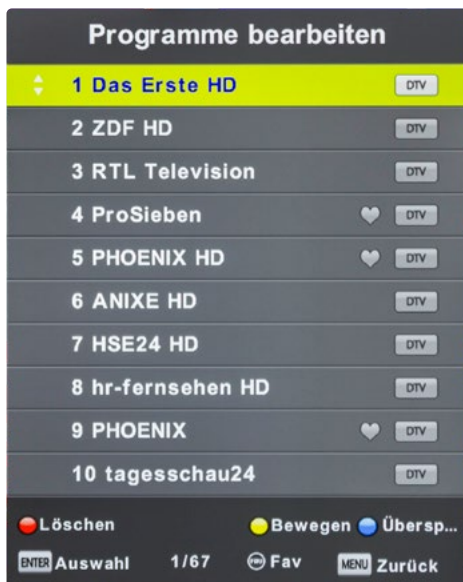 Programme bearbeiten
1 Das Erste HD DTV
2 ZDF HD DTV
3 RTL Television DTV
4 ProSieben DTV
5 PHOENIX HD DTV
6 ANIXE HD DTV
7 HSE24 HD DTV
8 hr-fernsehen HD DTV
9 PHOENIX DTV
10 tagesschau24 DTV
Löschen Bewegen Übersp...
ENTER Auswahl 1/67 FAV Fav MENU Zurück